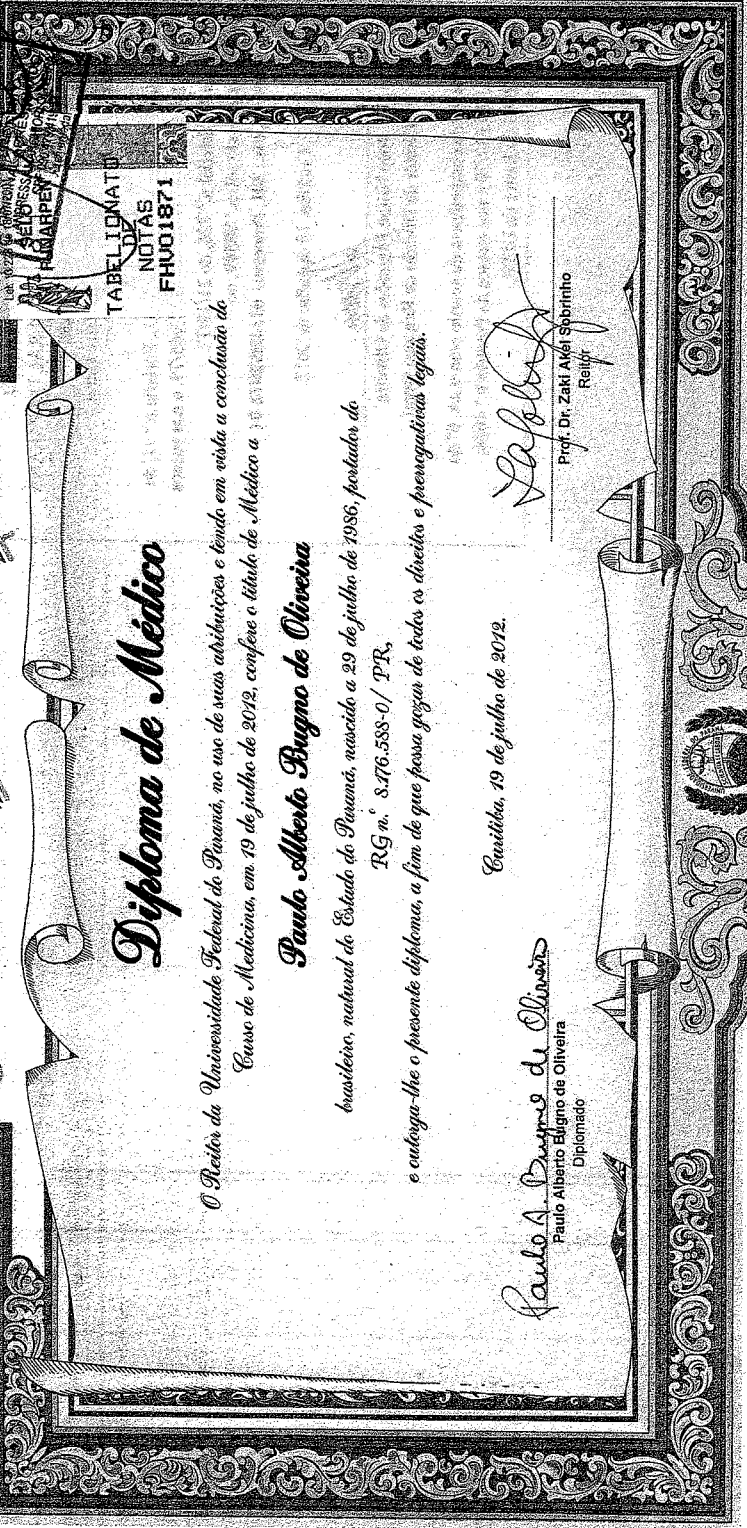 SELO
FUNARPEN
TABELIONATO
DE
NOTAS
FHV01871
Diploma de Médico
O Reitor da Universidade Federal do Paraná, no uso de suas atribuições e tendo em vista a conclusão do
Curso de Medicina, em 19 de julho de 2012, confere o título de Médico a
Paulo Alberto Bugno de Oliveira
brasileiro, natural do Estado do Paraná, nascido a 29 de julho de 1986, portador do
RG n.º 8.176.588-0/ PR,
e outorga-lhe o presente diploma, a fim de que possa gozar de todos os direitos e prerrogativas legais.
Curitiba, 19 de julho de 2012.
Paulo A. Bugno de Oliveira
Paulo Alberto Bugno de Oliveira
Diplomado
Prof. Dr. Zaki Akel Sobrinho
Reitor